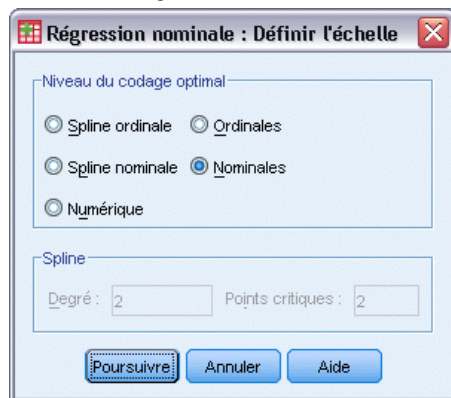 Régression nominale : Définir l'échelle
Niveau du codage optimal
Spline ordinale Ordinales
Spline nominale Nominales
Numérique
Spline
Degré : 2 Points critiques : 2
Poursuivre Annuler Aide